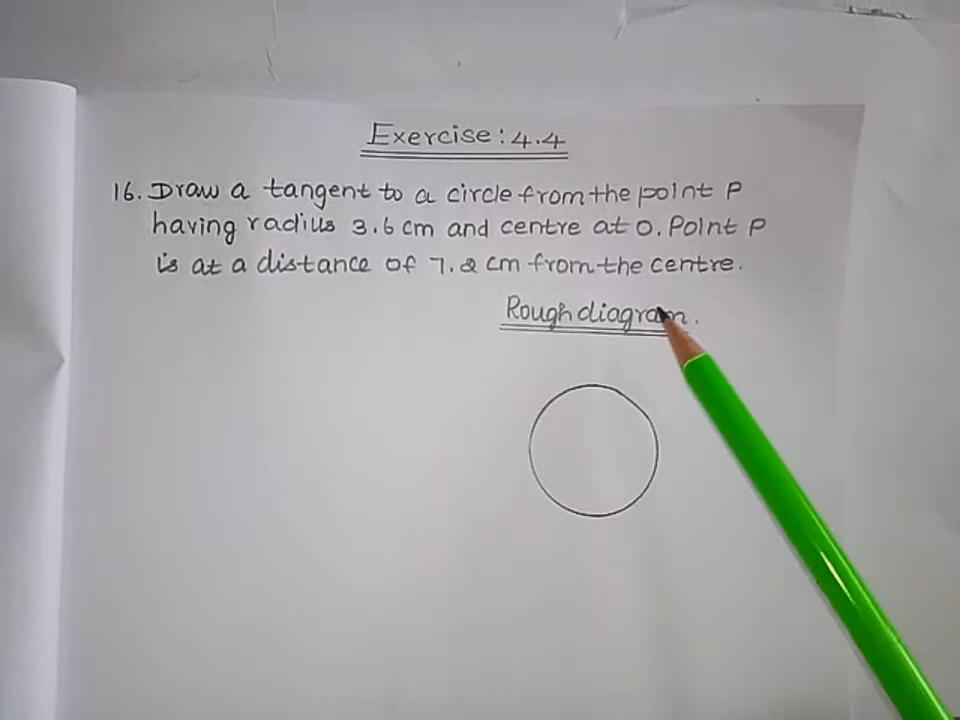 Exercise: 4.4
16. Draw a tangent to a circle from the point P
having radius 3.6 cm and centre at O. Point P
is at a distance of 7.2 cm from the centre.
Rough diagram.